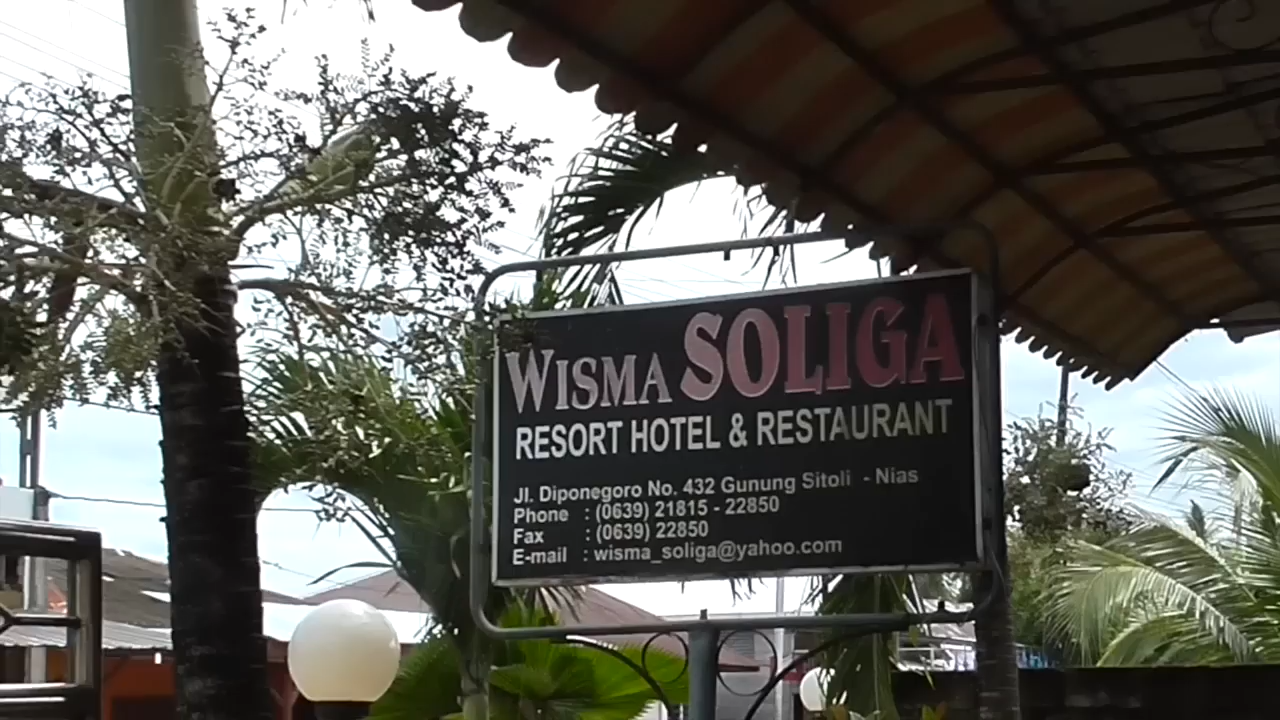 WISMA SOLIGA
RESORT HOTEL & RESTAURANT
Jl. Diponegoro No. 432 Gunung Sitoli - Nias
Phone : (0639) 21815 - 22850
Fax : (0639) 22850
E-mail : wisma_soliga@yahoo.com